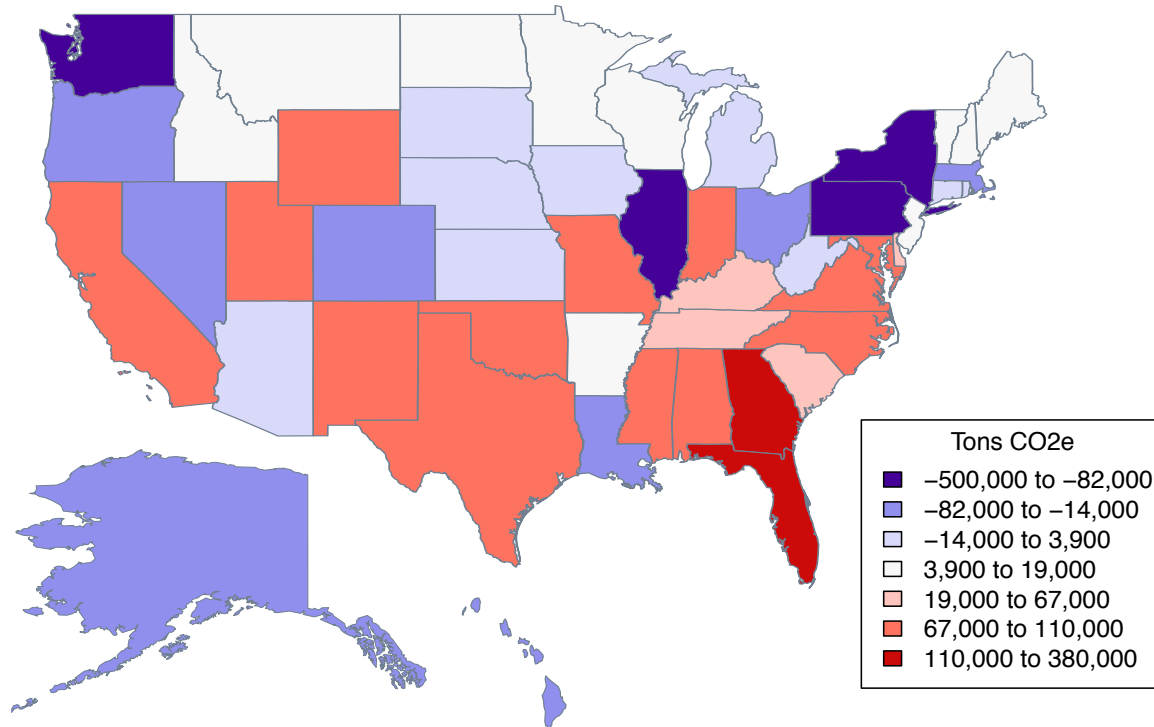 Tons CO2e
−500,000 to −82,000
−82,000 to −14,000
−14,000 to 3,900
3,900 to 19,000
19,000 to 67,000
67,000 to 110,000
110,000 to 380,000